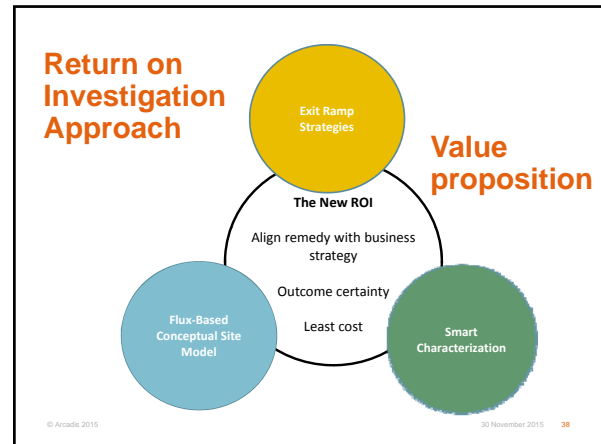 Return on
Investigation
Approach
Exit Ramp
Strategies
Value
proposition
The New ROI
Align remedy with business
strategy
Outcome certainty
Least cost
Flux-Based
Conceptual Site
Model
Smart
Characterization
© Arcadis 2015
30 November 2015
38